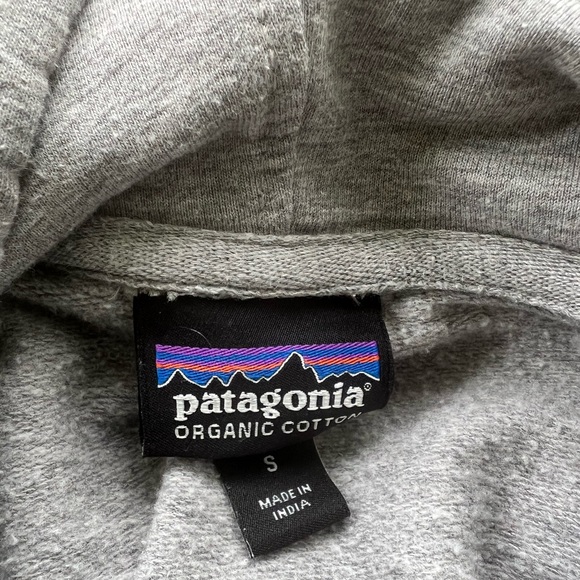 patagonia®
ORGANIC COTTON
S
MADE IN
INDIA